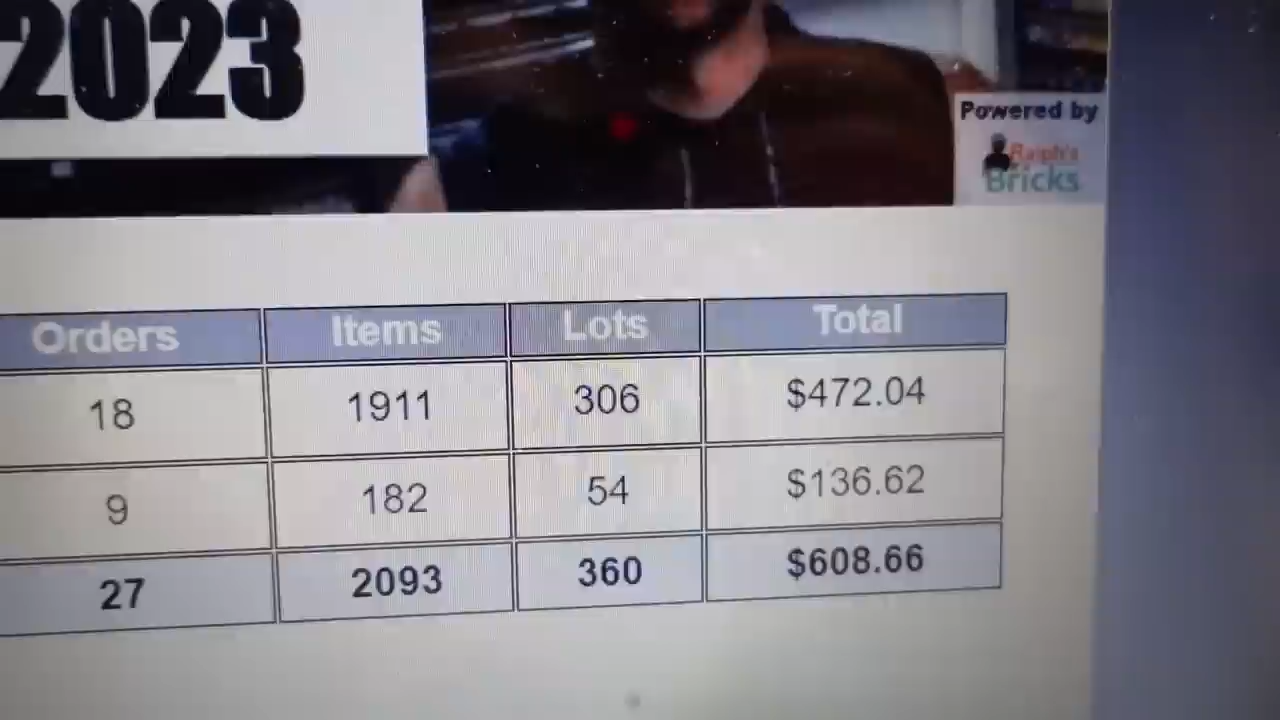 2023
Powered by
Ralph's
Bricks
Orders Items Lots Total
18 1911 306 $472.04
9 182 54 $136.62
27 2093 360 $608.66